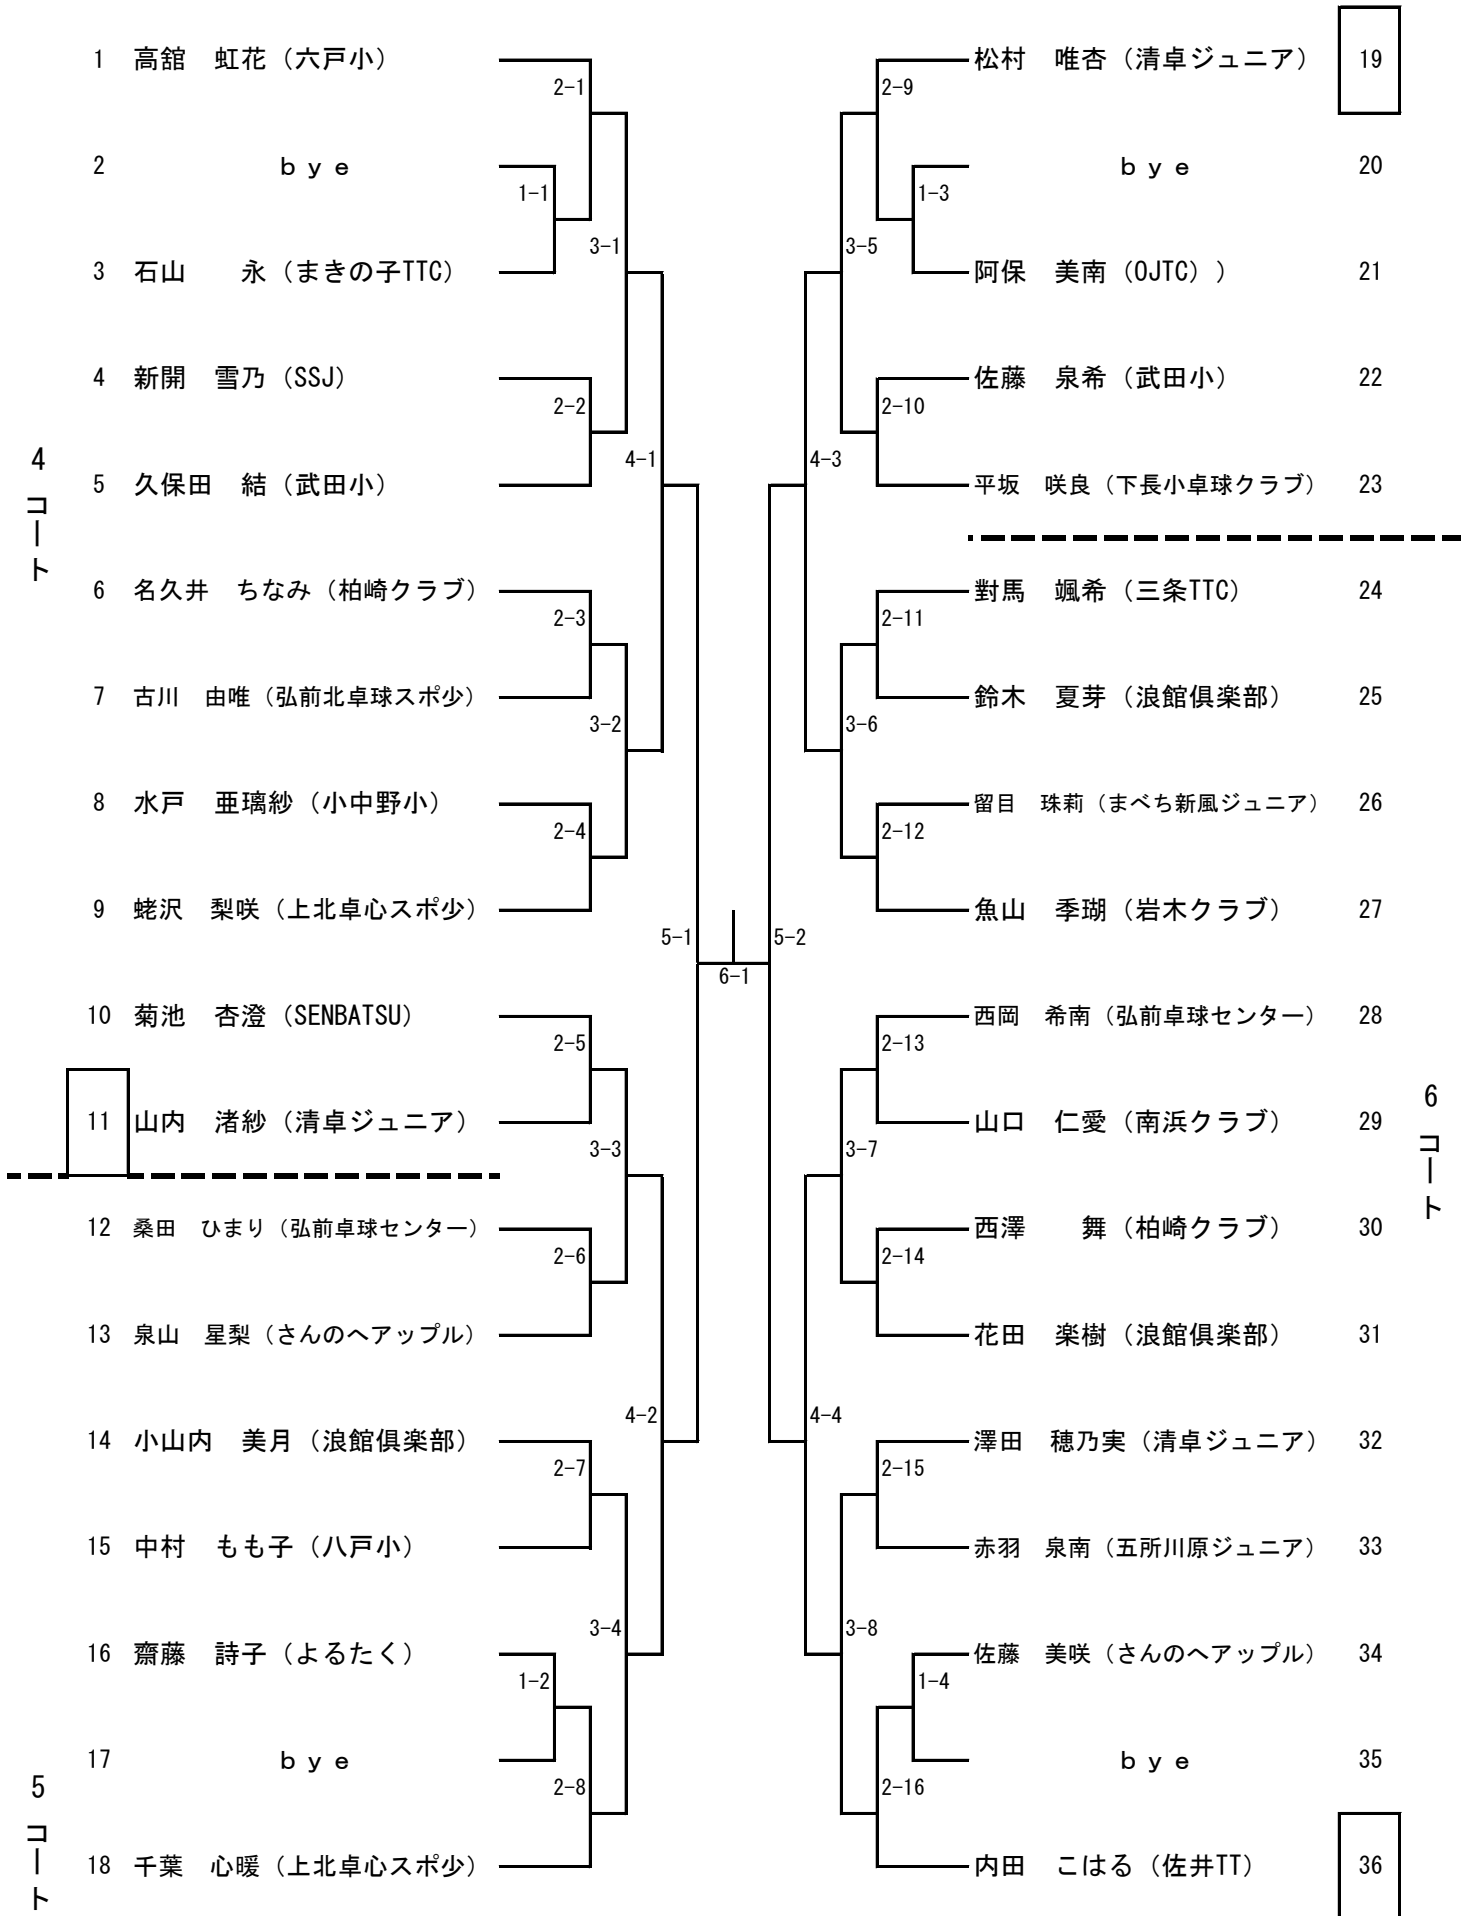 1 高舘　虹花（六戸小）
2-1
2 ｂｙｅ
1-1
3 石山　　永（まきの子TTC）
3-1
4 新開　雪乃（SSJ）
2-2
4コート
4-1
5 久保田　結（武田小）
6 名久井　ちなみ（柏崎クラブ）
2-3
7 古川　由唯（弘前北卓球スポ少）
3-2
8 水戸　亜璃紗（小中野小）
2-4
9 蛯沢　梨咲（上北卓心スポ少）
5-1
10 菊池　杏澄（SENBATSU）
2-5
11 山内　渚紗（清卓ジュニア）
3-3
12 桑田　ひまり（弘前卓球センター）
2-6
13 泉山　星梨（さんのへアップル）
4-2
14 小山内　美月（浪館倶楽部）
2-7
15 中村　もも子（八戸小）
3-4
16 齋藤　詩子（よるたく）
1-2
17 ｂｙｅ
2-8
5コート
18 千葉　心暖（上北卓心スポ少）
6-1
松村　唯杏（清卓ジュニア） 19
2-9
ｂｙｅ 20
1-3
3-5
阿保　美南（OJTC）） 21
佐藤　泉希（武田小） 22
2-10
4-3
平坂　咲良（下長小卓球クラブ） 23
對馬　颯希（三条TTC） 24
2-11
鈴木　夏芽（浪館倶楽部） 25
3-6
留目　珠莉（まべち新風ジュニア） 26
2-12
魚山　季瑚（岩木クラブ） 27
5-2
西岡　希南（弘前卓球センター） 28
2-13
6コート
山口　仁愛（南浜クラブ） 29
3-7
西澤　　舞（柏崎クラブ） 30
2-14
花田　楽樹（浪館倶楽部） 31
4-4
澤田　穂乃実（清卓ジュニア） 32
2-15
赤羽　泉南（五所川原ジュニア） 33
3-8
佐藤　美咲（さんのへアップル） 34
1-4
ｂｙｅ 35
2-16
内田　こはる（佐井TT） 36